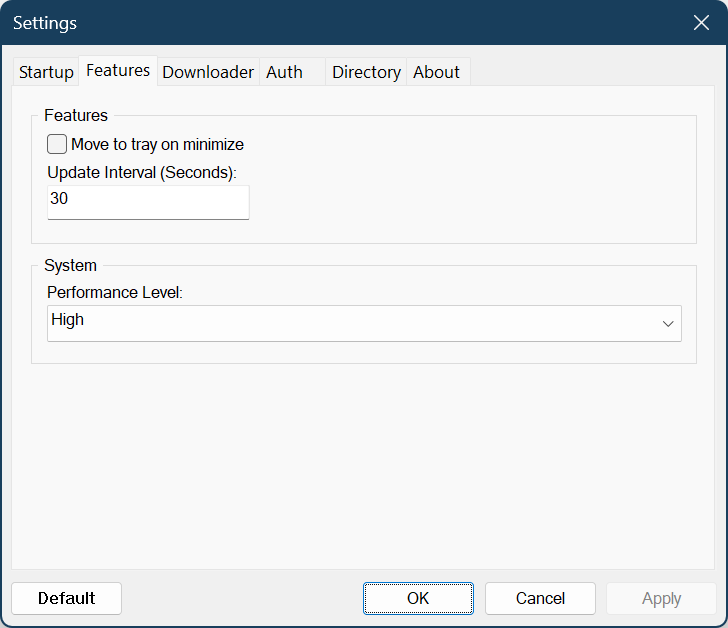 Settings
Startup Features Downloader Auth Directory About
Features
Move to tray on minimize
Update Interval (Seconds):
30
System
Performance Level:
High
Default OK Cancel Apply